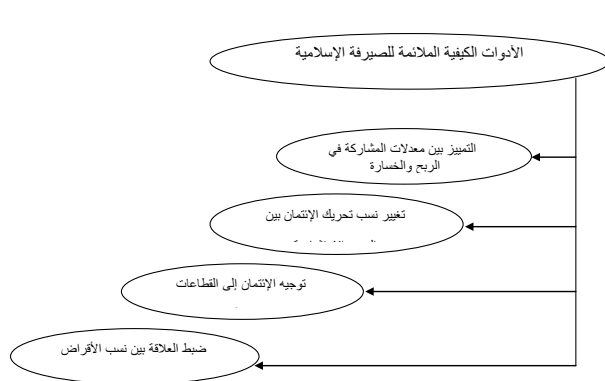 الأدوات الكيفية الملائمة للصيرفة الإسلامية
التمييز بين معدلات المشاركة في
الربح والخسارة
تغيير نسب تحريك الإئتمان بين
توجيه الإئتمان إلى القطاعات
ضبط العلاقة بين نسب الأقراض